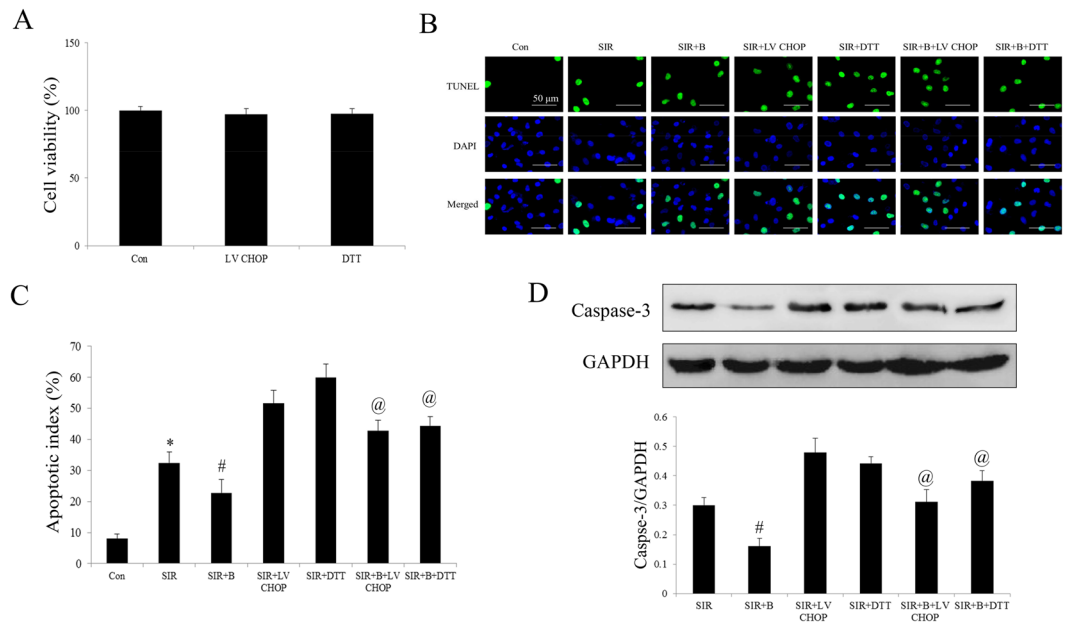 A
Cell viability (%)
150
100
50
0
Con
LV CHOP
DTT
B
Con
SIR
SIR+B
SIR+LV CHOP
SIR+DTT
SIR+B+LV CHOP
SIR+B+DTT
TUNEL
50 μm
DAPI
Merged
C
Apoptotic index (%)
70
60
50
40
30
20
10
0
*
#
@
@
Con
SIR
SIR+B
SIR+LV
CHOP
SIR+DTT
SIR+B+LV
CHOP
SIR+B+DTT
D
Caspase-3
GAPDH
Caspse-3/GAPDH
0.6
0.5
0.4
0.3
0.2
0.1
0
#
@
@
SIR
SIR+B
SIR+LV
CHOP
SIR+DTT
SIR+B+LV
CHOP
SIR+B+DTT